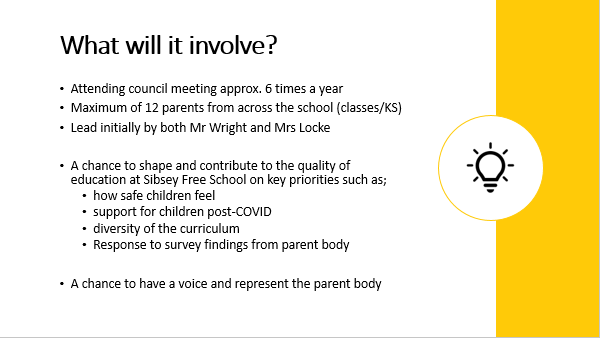 What will it involve?
• Attending council meeting approx. 6 times a year
• Maximum of 12 parents from across the school (classes/KS)
• Lead initially by both Mr Wright and Mrs Locke
• A chance to shape and contribute to the quality of
education at Sibsey Free School on key priorities such as;
• how safe children feel
• support for children post-COVID
• diversity of the curriculum
• Response to survey findings from parent body
• A chance to have a voice and represent the parent body